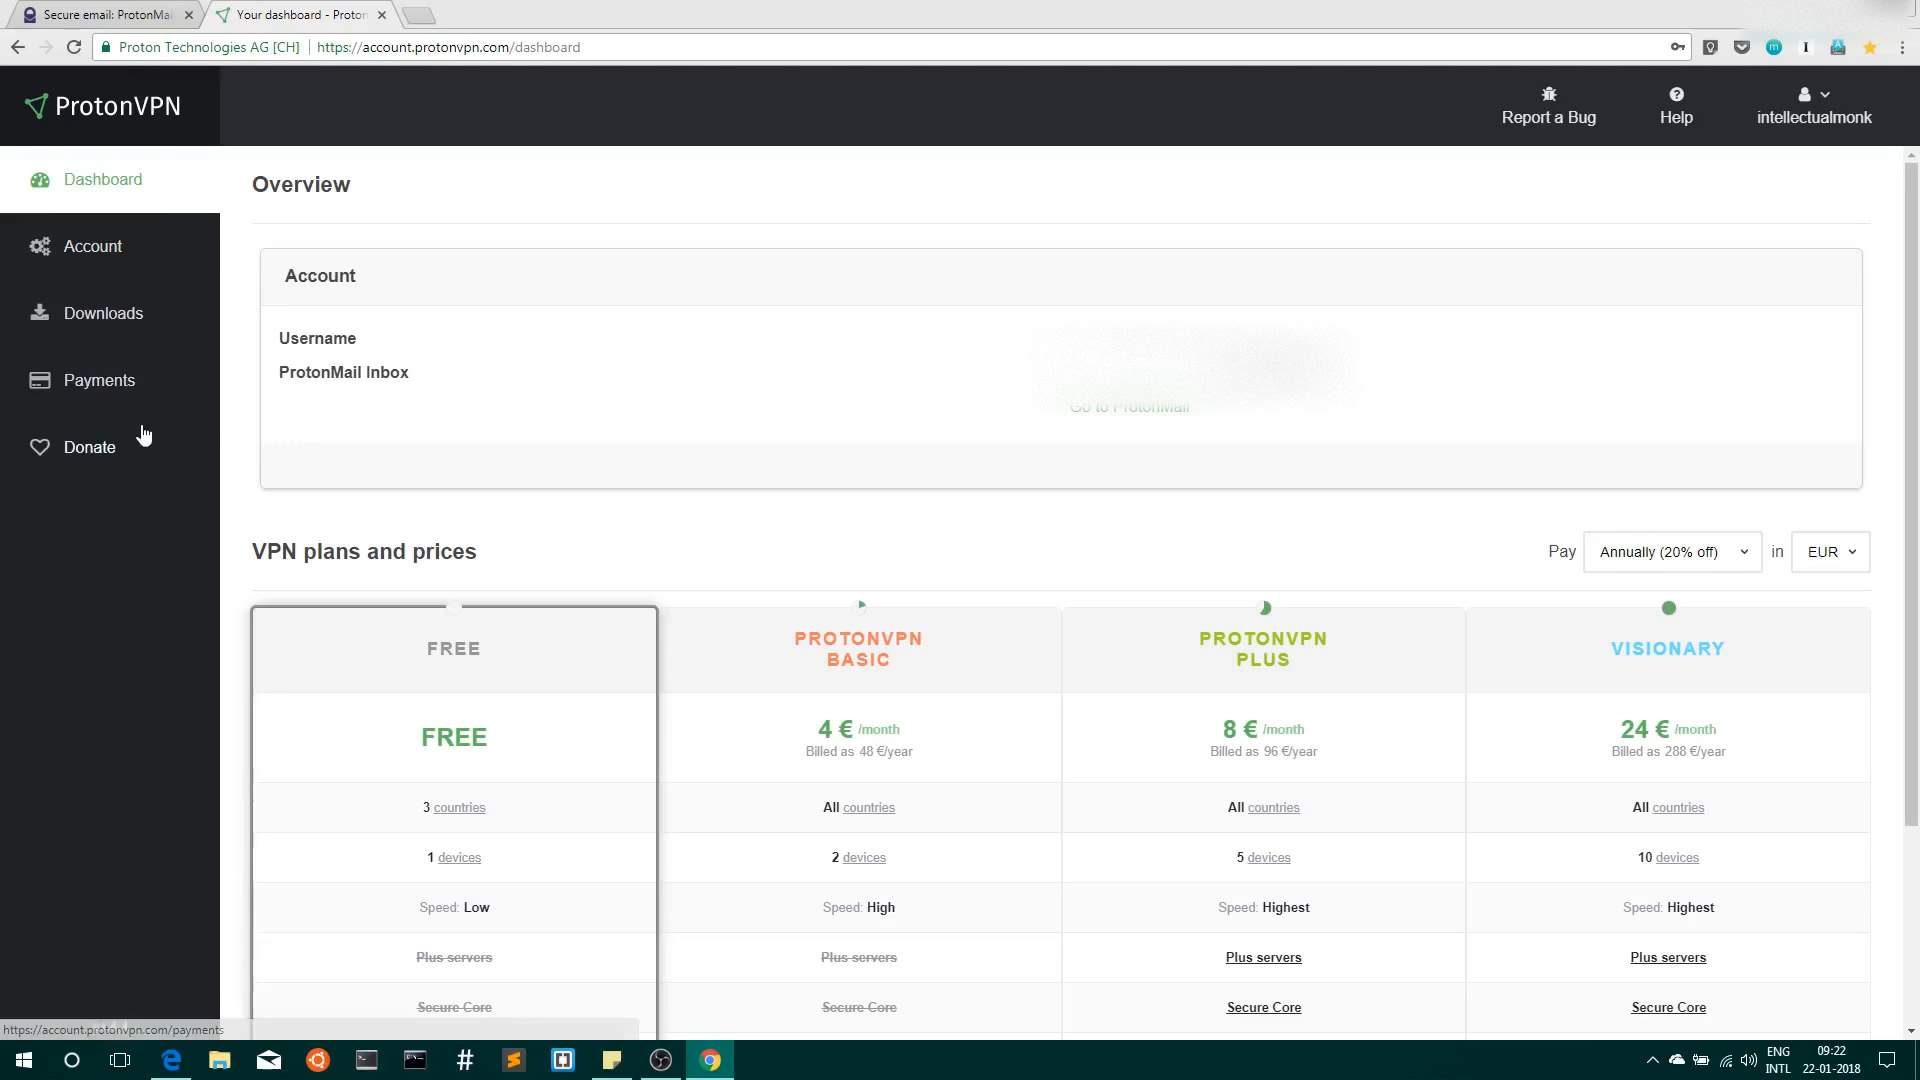 Secure email: ProtonMa
Your dashboard - Proton
Proton Technologies AG [CH]
https://account.protonvpn.com/dashboard
ProtonVPN
Report a Bug
Help
intellectualmonk
Dashboard
Account
Downloads
Payments
Donate
Overview
Account
Username
ProtonMail Inbox
Go to ProtonMail
VPN plans and prices
Pay Annually (20% off) in EUR
FREE
PROTONVPN
BASIC
PROTONVPN
PLUS
VISIONARY
FREE
4 € /month
Billed as 48 €/year
8 € /month
Billed as 96 €/year
24 € /month
Billed as 288 €/year
3 countries
All countries
All countries
All countries
1 devices
2 devices
5 devices
10 devices
Speed: Low
Speed: High
Speed: Highest
Speed: Highest
Plus servers
Plus servers
Plus servers
Plus servers
Secure Core
Secure Core
Secure Core
Secure Core
https://account.protonvpn.com/payments
ENG
INTL
09:22
22-01-2018